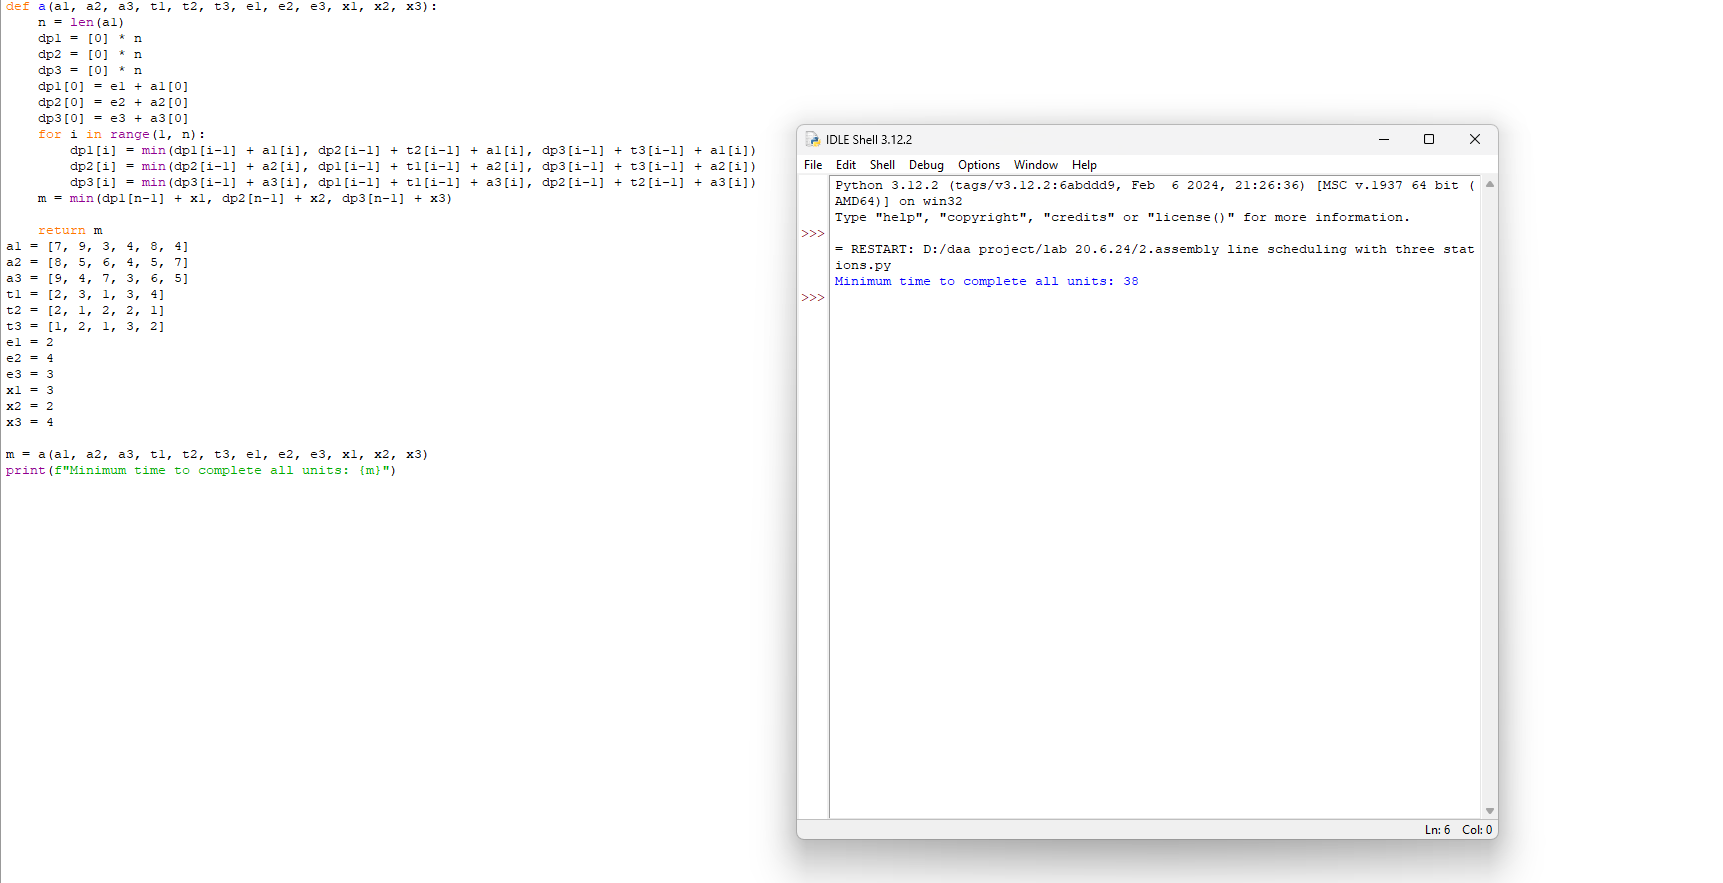 def a(a1, a2, a3, t1, t2, t3, e1, e2, e3, x1, x2, x3):
    n = len(a1)
    dp1 = [0] * n
    dp2 = [0] * n
    dp3 = [0] * n
    dp1[0] = e1 + a1[0]
    dp2[0] = e2 + a2[0]
    dp3[0] = e3 + a3[0]
    for i in range(1, n):
        dp1[i] = min(dp1[i-1] + a1[i], dp2[i-1] + t2[i-1] + a1[i], dp3[i-1] + t3[i-1] + a1[i])
        dp2[i] = min(dp2[i-1] + a2[i], dp1[i-1] + t1[i-1] + a2[i], dp3[i-1] + t3[i-1] + a2[i])
        dp3[i] = min(dp3[i-1] + a3[i], dp1[i-1] + t1[i-1] + a3[i], dp2[i-1] + t2[i-1] + a3[i])
    m = min(dp1[n-1] + x1, dp2[n-1] + x2, dp3[n-1] + x3)
    return m
a1 = [7, 9, 3, 4, 8, 4]
a2 = [8, 5, 6, 4, 5, 7]
a3 = [9, 4, 7, 3, 6, 5]
t1 = [2, 3, 1, 3, 4]
t2 = [2, 1, 2, 2, 1]
t3 = [1, 2, 1, 3, 2]
e1 = 2
e2 = 4
e3 = 3
x1 = 3
x2 = 2
x3 = 4
m = a(a1, a2, a3, t1, t2, t3, e1, e2, e3, x1, x2, x3)
print(f"Minimum time to complete all units: {m}")
IDLE Shell 3.12.2
File Edit Shell Debug Options Window Help
Python 3.12.2 (tags/v3.12.2:6abddd9, Feb  6 2024, 21:26:36) [MSC v.1937 64 bit (
AMD64)] on win32
Type "help", "copyright", "credits" or "license()" for more information.
>>>
= RESTART: D:/daa project/lab 20.6.24/2.assembly line scheduling with three stat
ions.py
Minimum time to complete all units: 38
>>>
Ln: 6 Col: 0